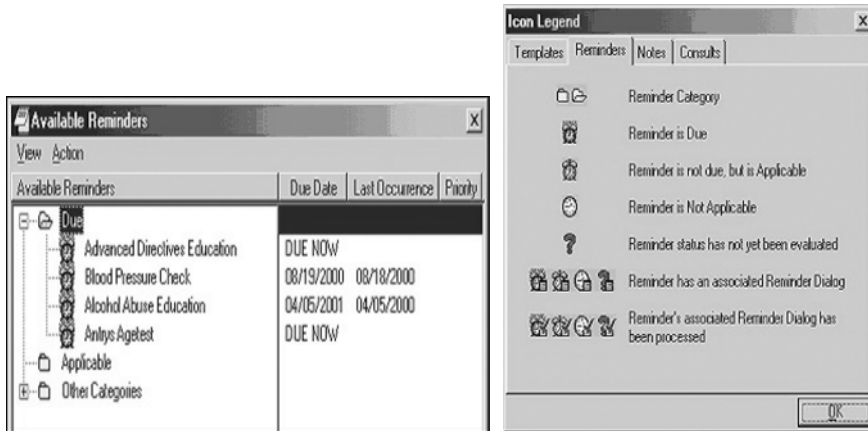 Available Reminders
View Action
Available Reminders Due Date Last Occurrence Priority
Due
Advanced Directives Education DUE NOW
Blood Pressure Check 08/19/2000 08/18/2000
Alcohol Abuse Education 04/05/2001 04/05/2000
Antrys Agetest DUE NOW
Applicable
Other Categories
Icon Legend
Templates Reminders Notes Consults
Reminder Category
Reminder is Due
Reminder is not due, but is Applicable
Reminder is Not Applicable
Reminder status has not yet been evaluated
Reminder has an associated Reminder Dialog
Reminder's associated Reminder Dialog has
been processed
OK